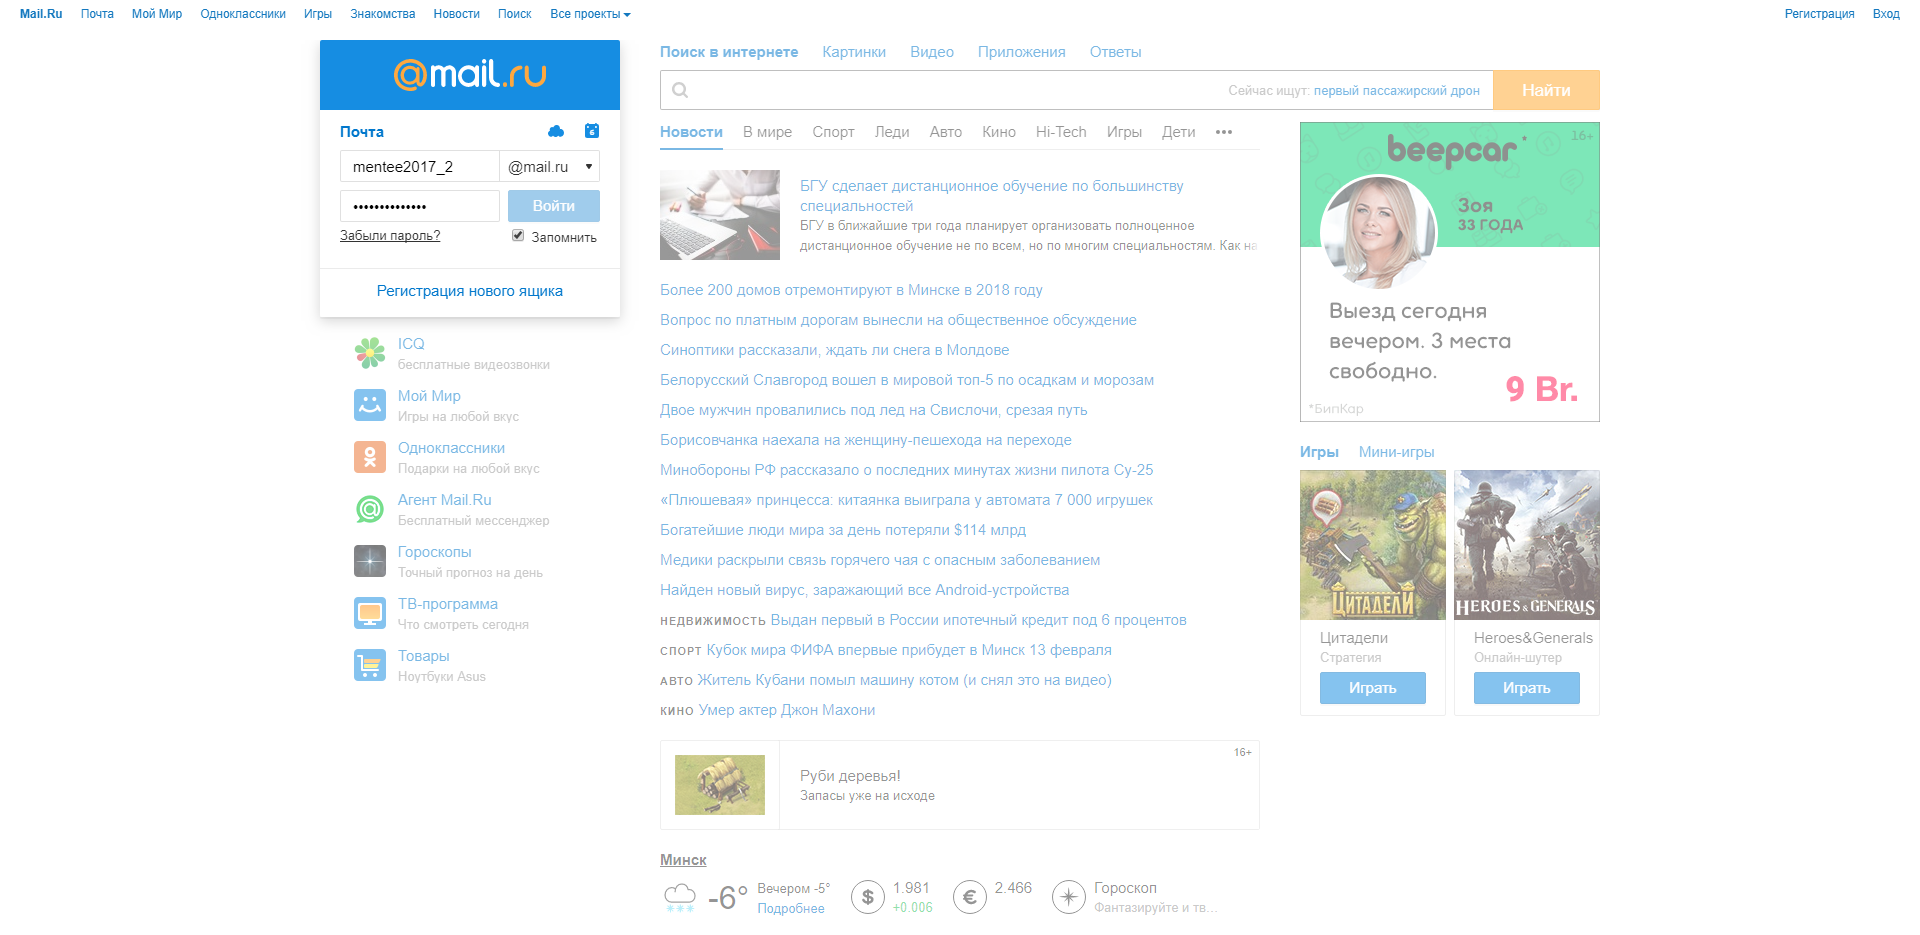 Mail.Ru Почта Мой Мир Одноклассники Игры Знакомства Новости Поиск Все проекты
Регистрация Вход
@mail.ru
Почта
6
mentee2017_2 @mail.ru
Войти
Забыли пароль? Запомнить
Регистрация нового ящика
ICQ
бесплатные видеозвонки
Мой Мир
Игры на любой вкус
Одноклассники
Подарки на любой вкус
Агент Mail.Ru
Бесплатный мессенджер
Гороскопы
Точный прогноз на день
ТВ-программа
Что смотреть сегодня
Товары
Ноутбуки Asus
Поиск в интернете Картинки Видео Приложения Ответы
Сейчас ищут: первый пассажирский дрон Найти
Новости В мире Спорт Леди Авто Кино Hi-Tech Игры Дети •••
БГУ сделает дистанционное обучение по большинству
специальностей
БГУ в ближайшие три года планирует организовать полноценное
дистанционное обучение не по всем, но по многим специальностям. Как на
Более 200 домов отремонтируют в Минске в 2018 году
Вопрос по платным дорогам вынесли на общественное обсуждение
Синоптики рассказали, ждать ли снега в Молдове
Белорусский Славгород вошел в мировой топ-5 по осадкам и морозам
Двое мужчин провалились под лед на Свислочи, срезая путь
Борисовчанка наехала на женщину-пешехода на переходе
Минобороны РФ рассказало о последних минутах жизни пилота Су-25
«Плюшевая» принцесса: китаянка выиграла у автомата 7 000 игрушек
Богатейшие люди мира за день потеряли $114 млрд
Медики раскрыли связь горячего чая с опасным заболеванием
Найден новый вирус, заражающий все Android-устройства
НЕДВИЖИМОСТЬ Выдан первый в России ипотечный кредит под 6 процентов
СПОРТ Кубок мира ФИФА впервые прибудет в Минск 13 февраля
АВТО Житель Кубани помыл машину котом (и снял это на видео)
КИНО Умер актер Джон Махони
16+
Руби деревья!
Запасы уже на исходе
Минск
-6°
Вечером -5°
Подробнее
$ 1.981
+0.006
€ 2.466
Гороскоп
Фантазируйте и тв...
16+
beepcar*
Зоя
33 ГОДА
Выезд сегодня
вечером. 3 места
свободно.
9 Br.
*БипКар
Игры Мини-игры
ЦИТАДЕЛИ
HEROES & GENERALS
Цитадели
Стратегия
Играть
Heroes&Generals
Онлайн-шутер
Играть